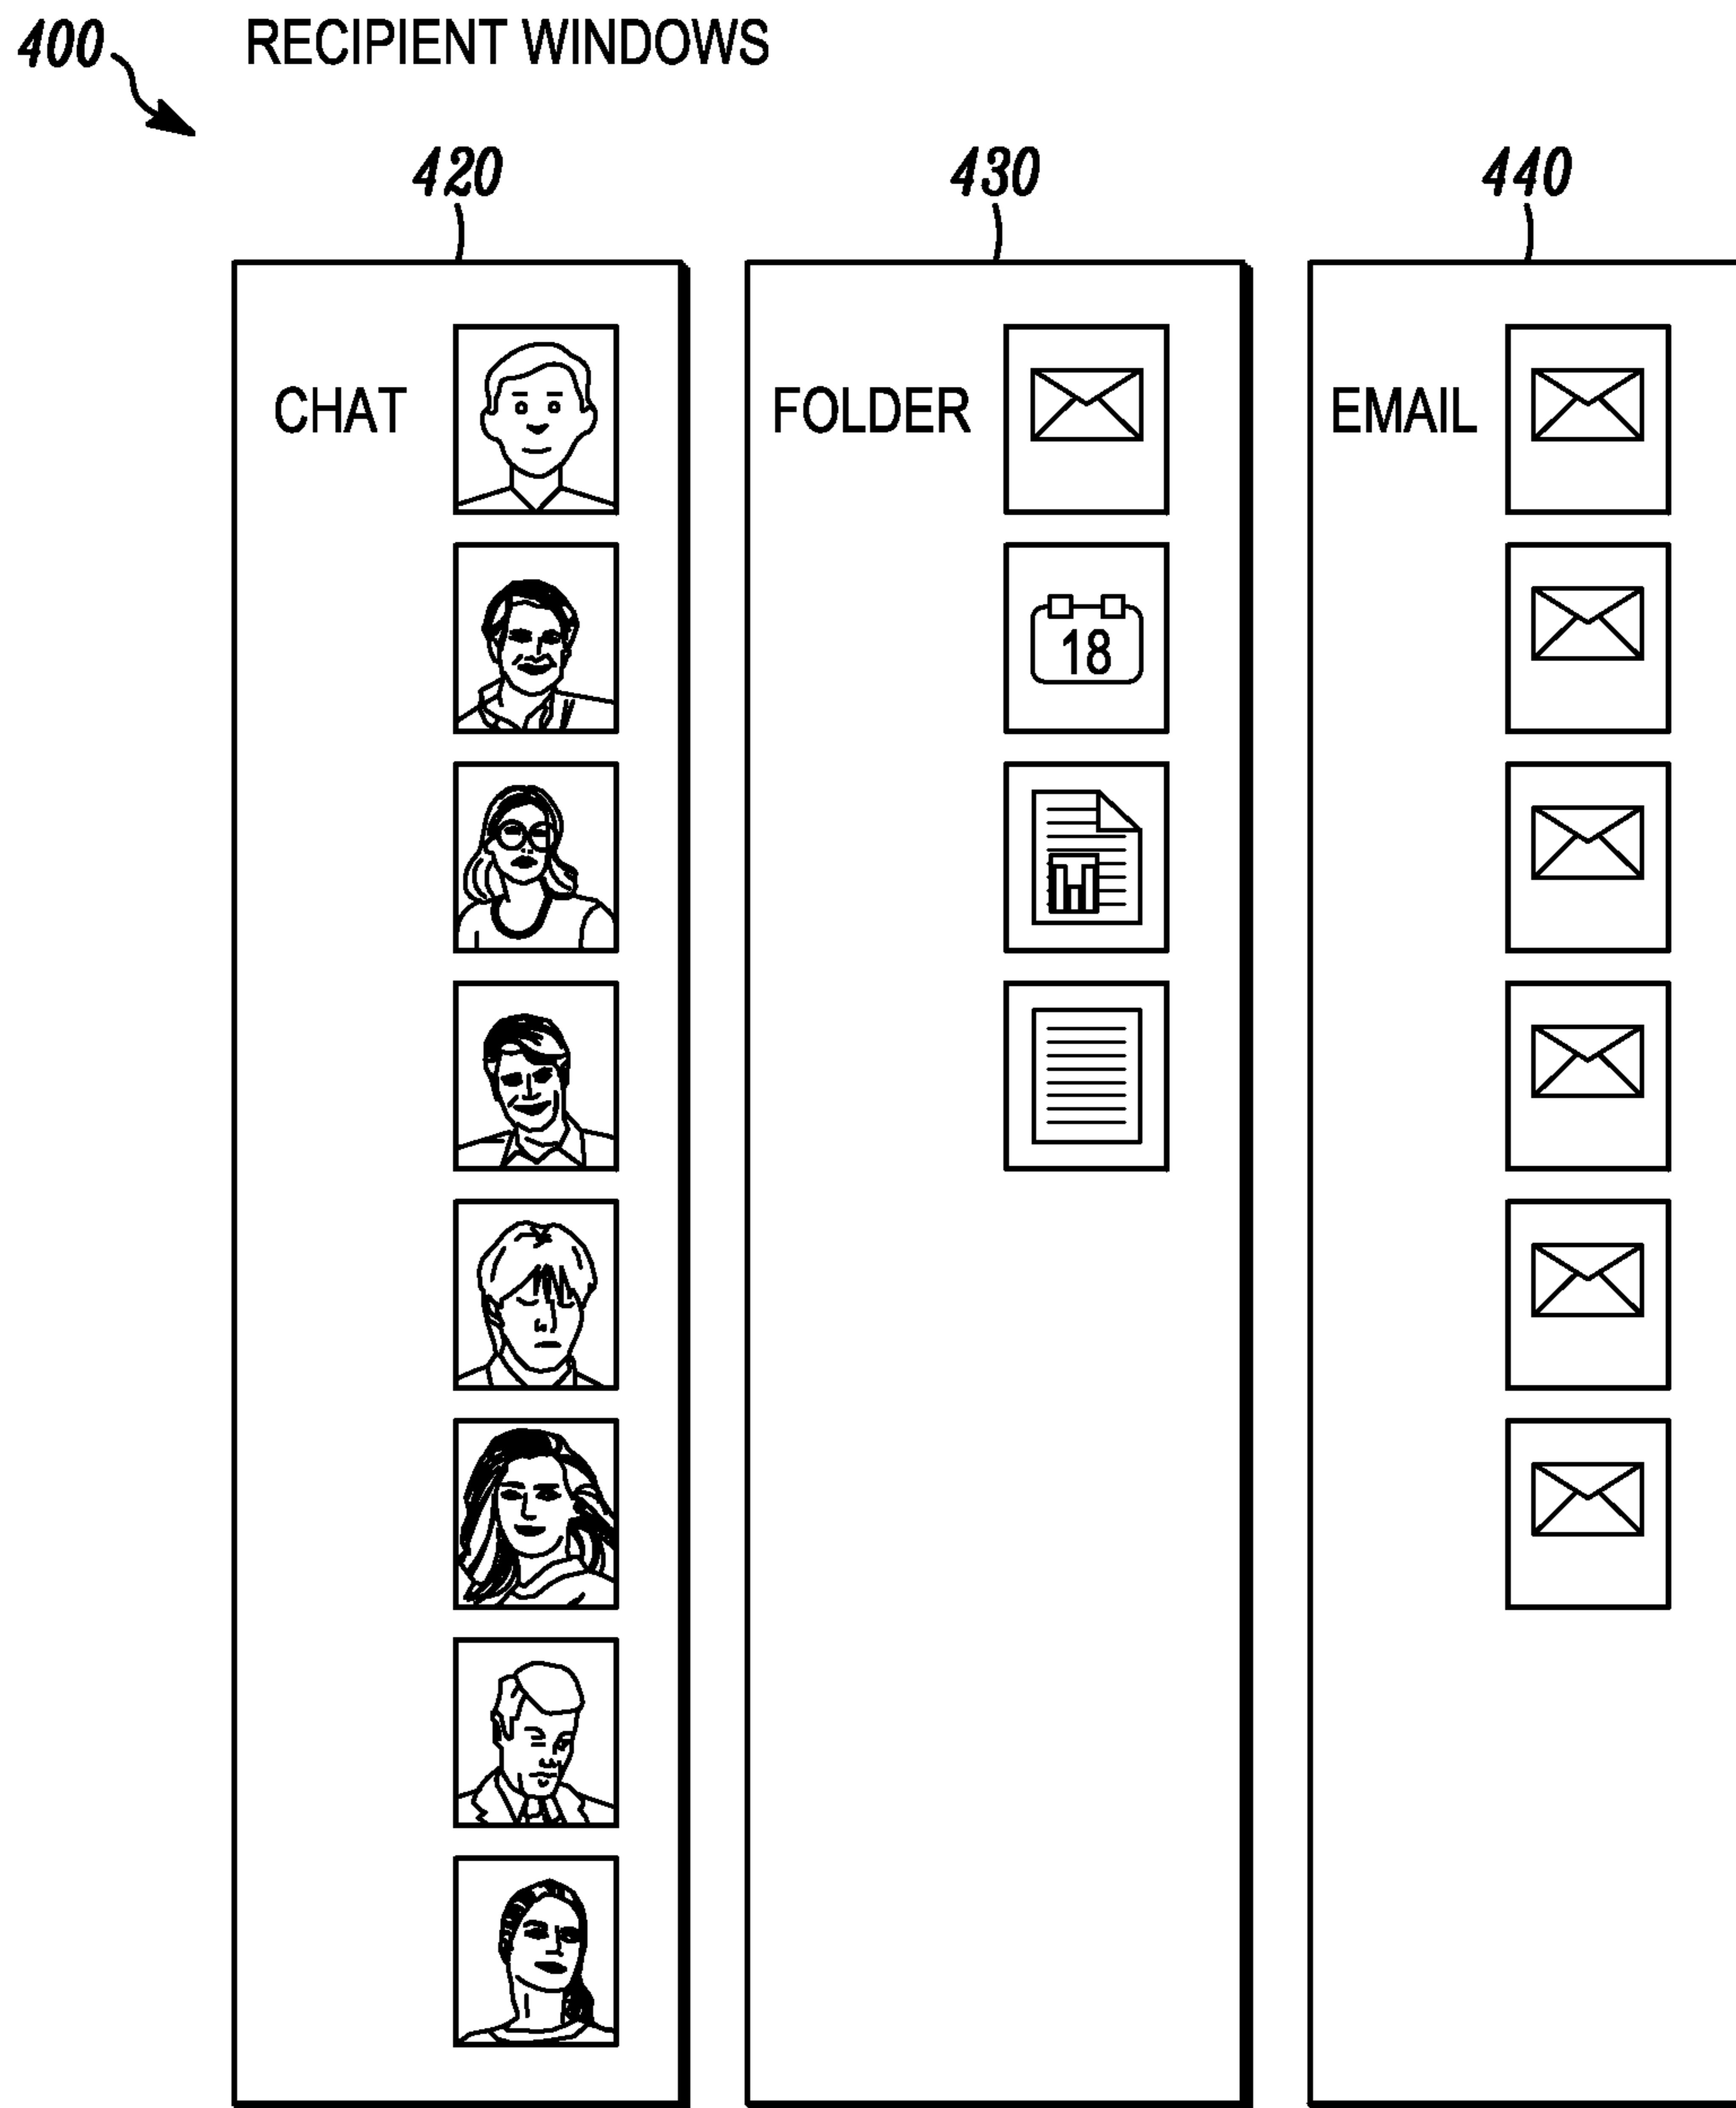 400 RECIPIENT WINDOWS
420 430 440
CHAT FOLDER EMAIL
18